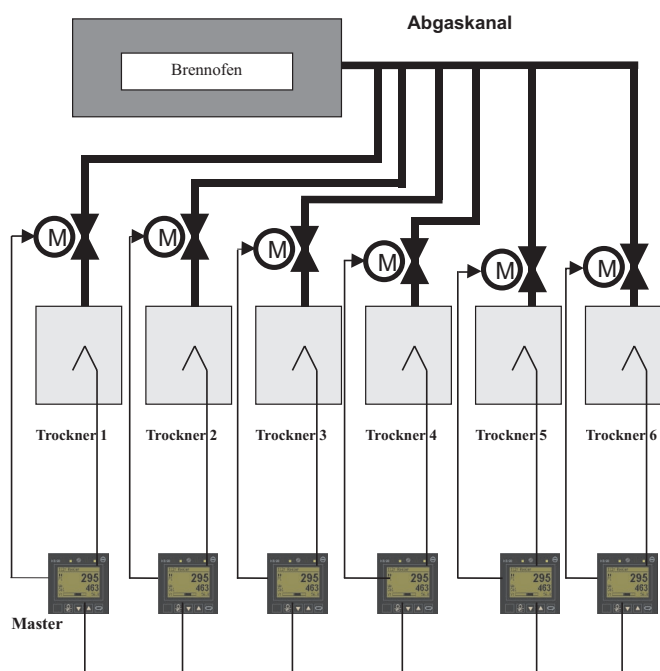 Abgaskanal
Brennofen
M M M M M M
Trockner 1 Trockner 2 Trockner 3 Trockner 4 Trockner 5 Trockner 6
295 295 295 295 295 295
463 463 463 463 463 463
Master